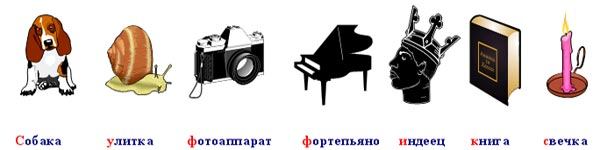 Собака улитка фотоаппарат фортепьяно индеец книга свечка